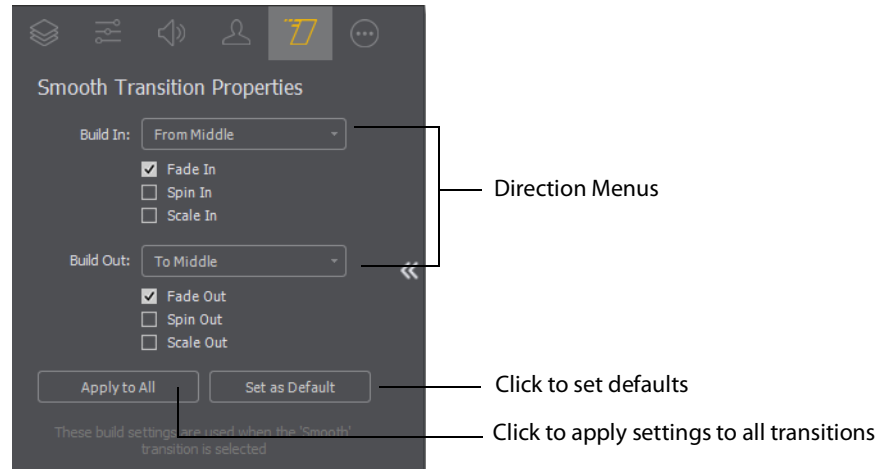 Smooth Transition Properties
Build In: From Middle
Fade In
Spin In
Scale In
Direction Menus
Build Out: To Middle
Fade Out
Spin Out
Scale Out
Apply to All Set as Default
Click to set defaults
Click to apply settings to all transitions
These build settings are used when the 'Smooth'
transition is selected